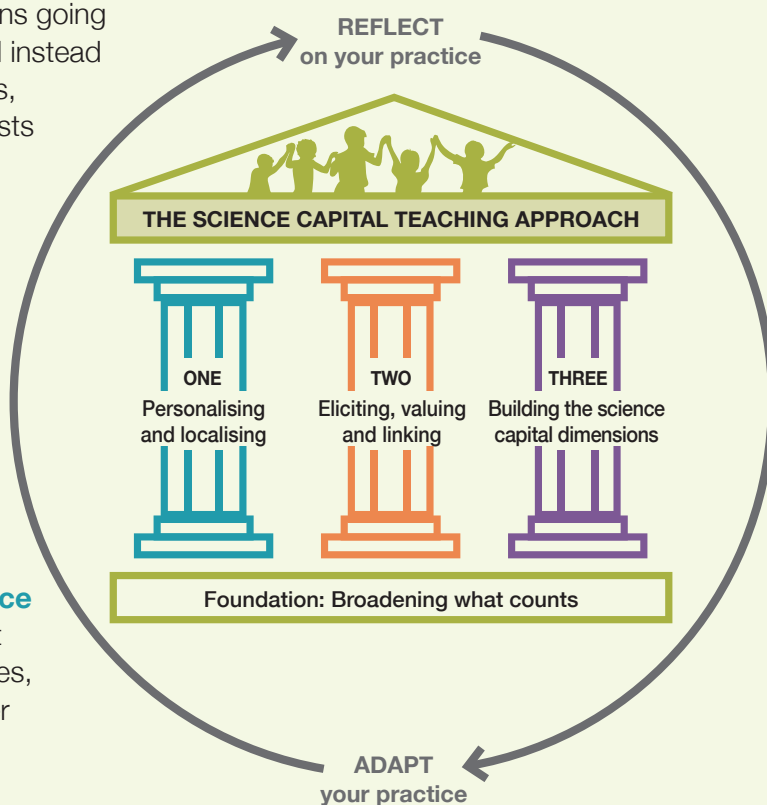 ns going
instead
s,
sts
REFLECT
on your practice
THE SCIENCE CAPITAL TEACHING APPROACH
ONE
Personalising
and localising
TWO
Eliciting, valuing
and linking
THREE
Building the science
capital dimensions
Foundation: Broadening what counts
ce
es,
r
ADAPT
your practice